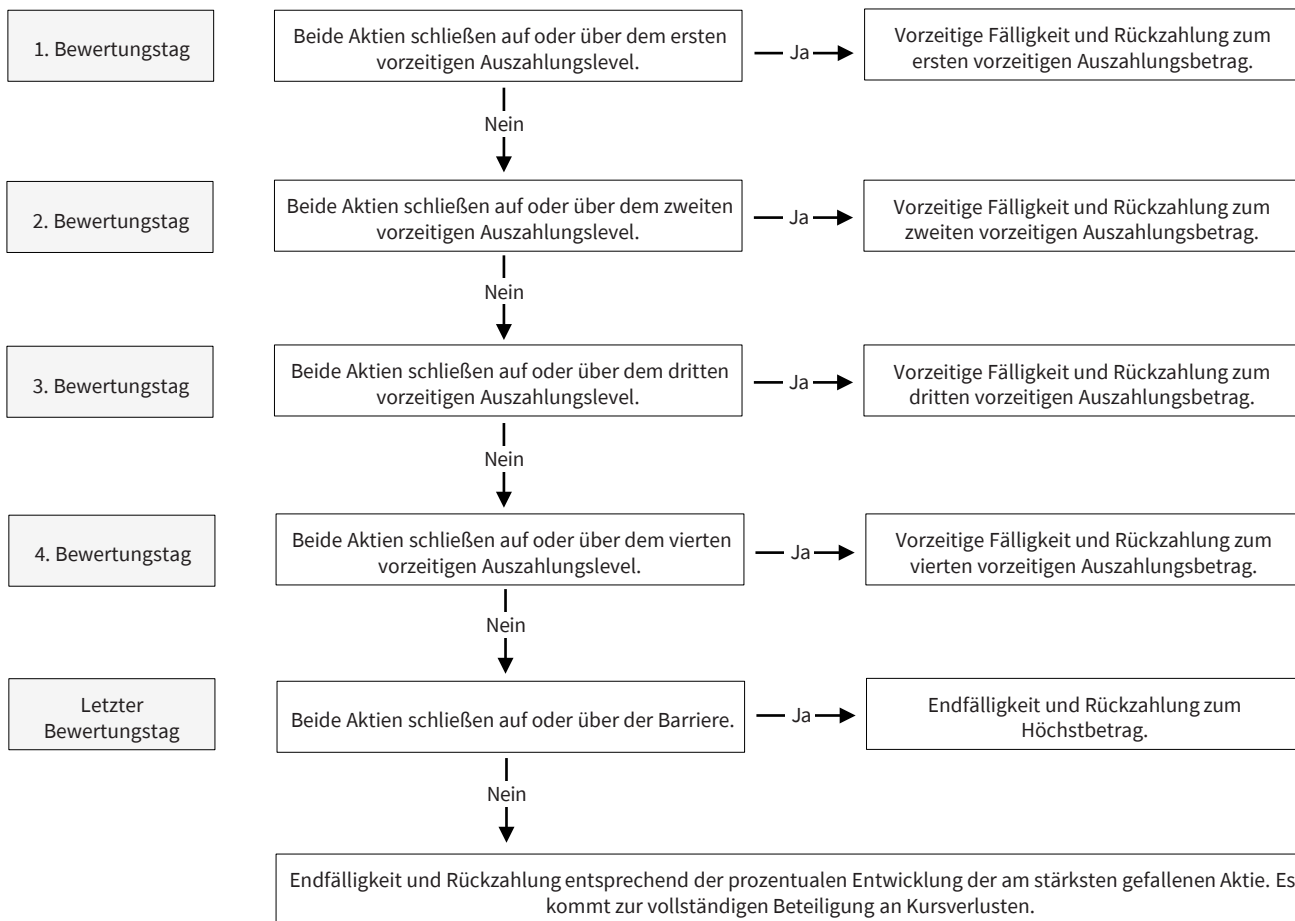 1. Bewertungstag
Beide Aktien schließen auf oder über dem ersten
vorzeitigen Auszahlungslevel.
Ja
Vorzeitige Fälligkeit und Rückzahlung zum
ersten vorzeitigen Auszahlungsbetrag.
Nein
2. Bewertungstag
Beide Aktien schließen auf oder über dem zweiten
vorzeitigen Auszahlungslevel.
Ja
Vorzeitige Fälligkeit und Rückzahlung zum
zweiten vorzeitigen Auszahlungsbetrag.
Nein
3. Bewertungstag
Beide Aktien schließen auf oder über dem dritten
vorzeitigen Auszahlungslevel.
Ja
Vorzeitige Fälligkeit und Rückzahlung zum
dritten vorzeitigen Auszahlungsbetrag.
Nein
4. Bewertungstag
Beide Aktien schließen auf oder über dem vierten
vorzeitigen Auszahlungslevel.
Ja
Vorzeitige Fälligkeit und Rückzahlung zum
vierten vorzeitigen Auszahlungsbetrag.
Nein
Letzter
Bewertungstag
Beide Aktien schließen auf oder über der Barriere.
Ja
Endfälligkeit und Rückzahlung zum
Höchstbetrag.
Nein
Endfälligkeit und Rückzahlung entsprechend der prozentualen Entwicklung der am stärksten gefallenen Aktie. Es
kommt zur vollständigen Beteiligung an Kursverlusten.